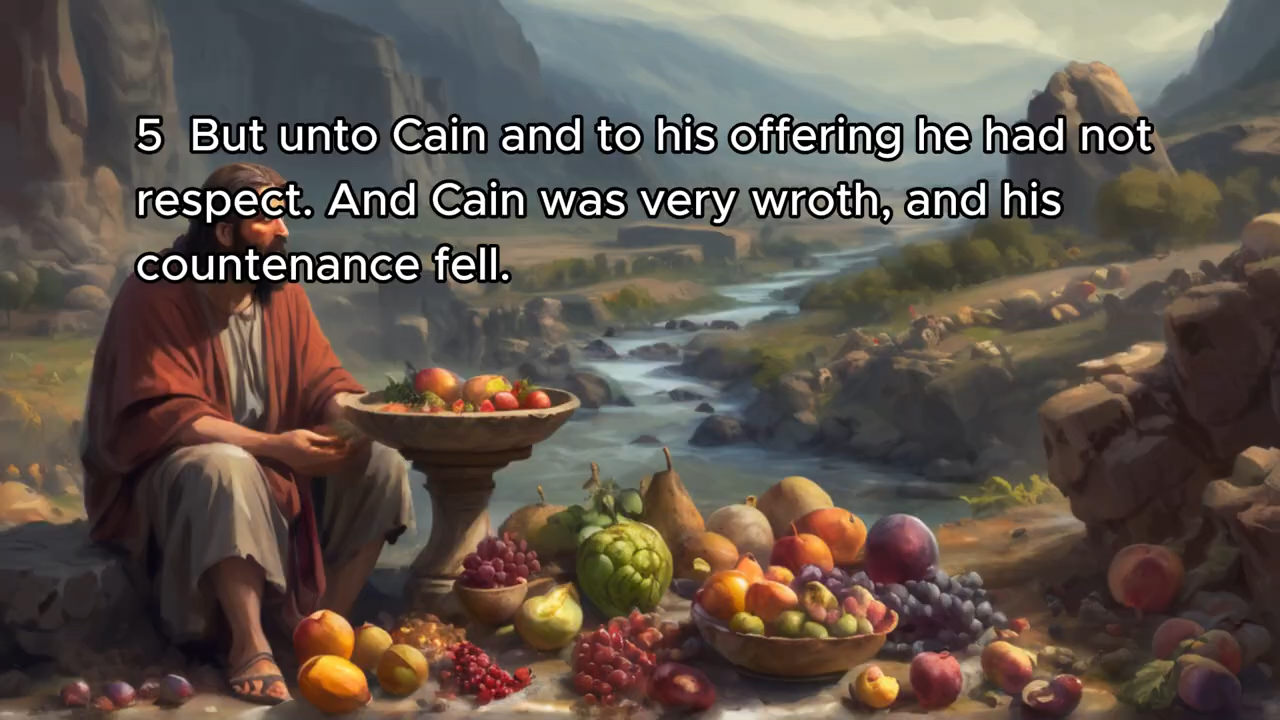 5  But unto Cain and to his offering he had not
respect. And Cain was very wroth, and his
countenance fell.